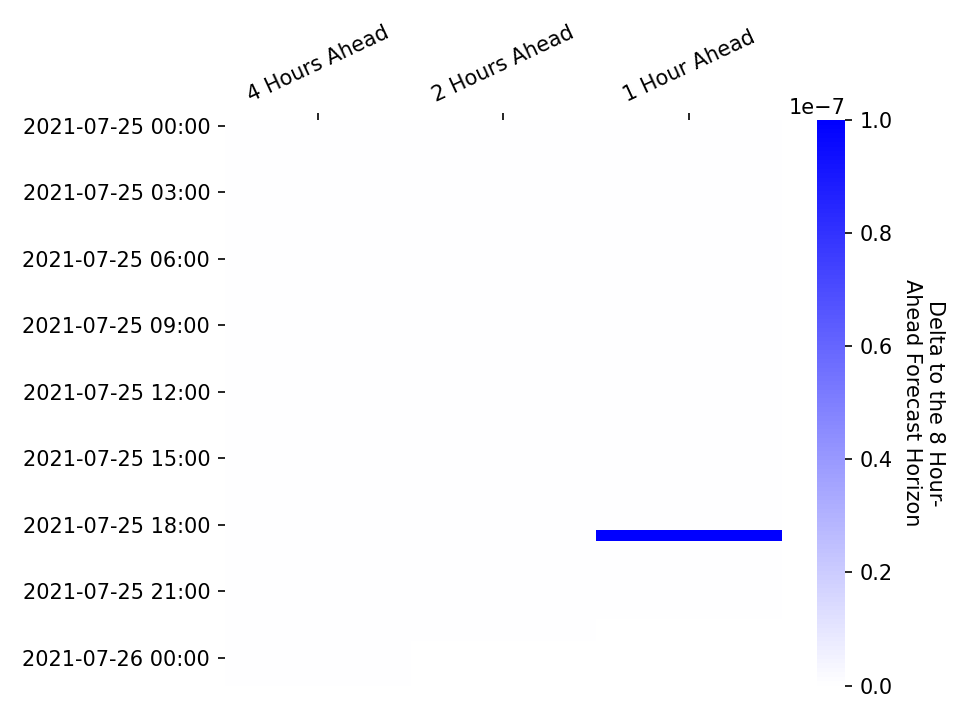 4 Hours Ahead
2 Hours Ahead
1 Hour Ahead
1e−7
2021-07-25 00:00
2021-07-25 03:00
2021-07-25 06:00
2021-07-25 09:00
2021-07-25 12:00
2021-07-25 15:00
2021-07-25 18:00
2021-07-25 21:00
2021-07-26 00:00
1.0
0.8
0.6
0.4
0.2
0.0
Delta to the 8 Hour-
Ahead Forecast Horizon